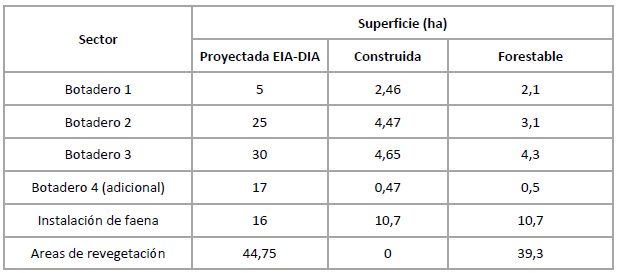 Sector
Superficie (ha)
Proyectada EIA-DIA Construida Forestable
Botadero 1 5 2,46 2,1
Botadero 2 25 4,47 3,1
Botadero 3 30 4,65 4,3
Botadero 4 (adicional) 17 0,47 0,5
Instalación de faena 16 10,7 10,7
Areas de revegetación 44,75 0 39,3